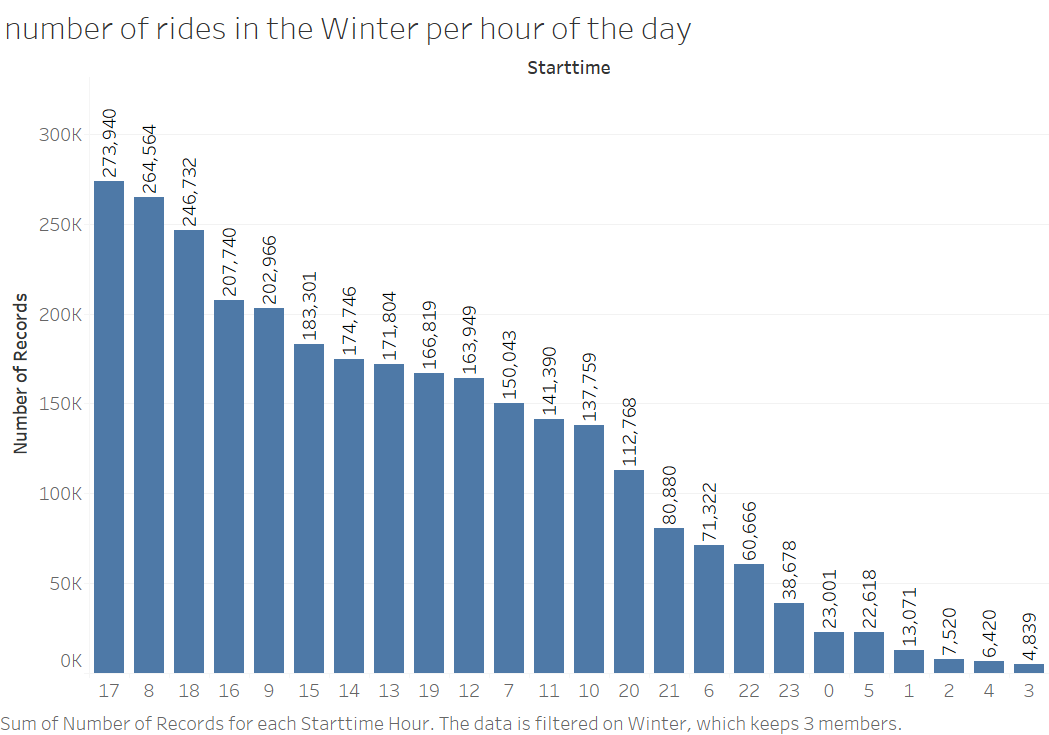 number of rides in the Winter per hour of the day
Starttime
Number of Records
300K
250K
200K
150K
100K
50K
0K
273,940
264,564
246,732
207,740
202,966
183,301
174,746
171,804
166,819
163,949
150,043
141,390
137,759
112,768
80,880
71,322
60,666
38,678
23,001
22,618
13,071
7,520
6,420
4,839
17 8 18 16 9 15 14 13 19 12 7 11 10 20 21 6 22 23 0 5 1 2 4 3
Sum of Number of Records for each Starttime Hour. The data is filtered on Winter, which keeps 3 members.